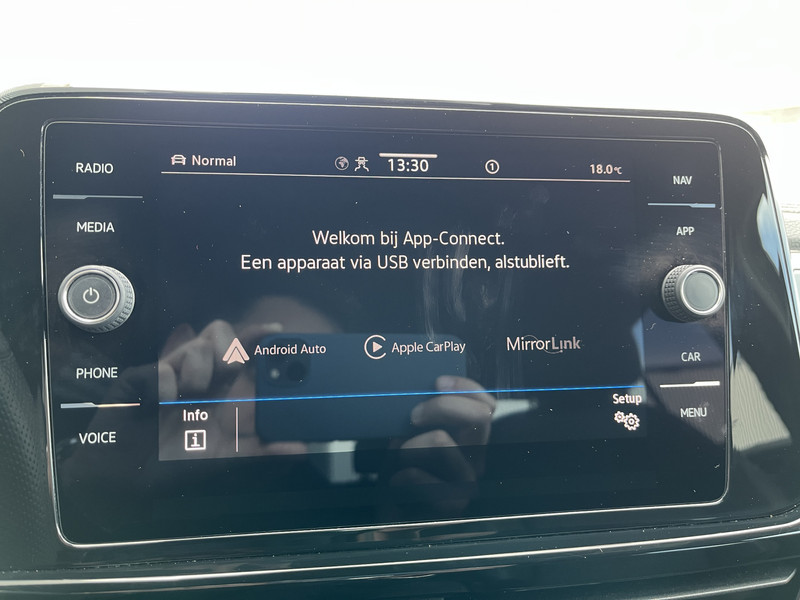 RADIO
MEDIA
PHONE
VOICE
Normal
13:30
1
18.0°C
Welkom bij App-Connect.
Een apparaat via USB verbinden, alstublieft.
Android Auto
Apple CarPlay
MirrorLink
Info
i
Setup
NAV
APP
CAR
MENU